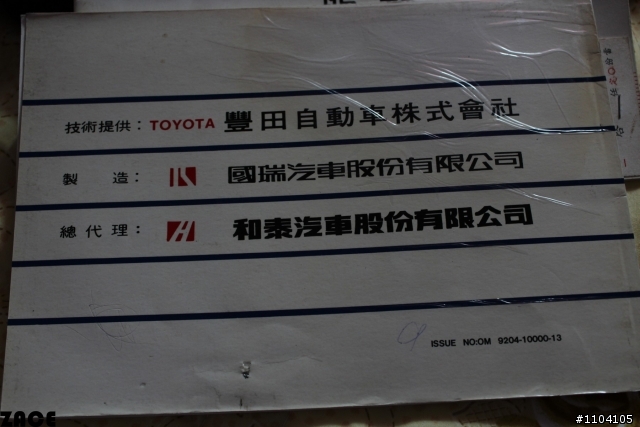 技術提供： TOYOTA 豐田自動車株式會社
製 造： 國瑞汽車股份有限公司
總代理： H 和泰汽車股份有限公司
ISSUE NO:OM 9204-10000-13
ZACE
#1104105